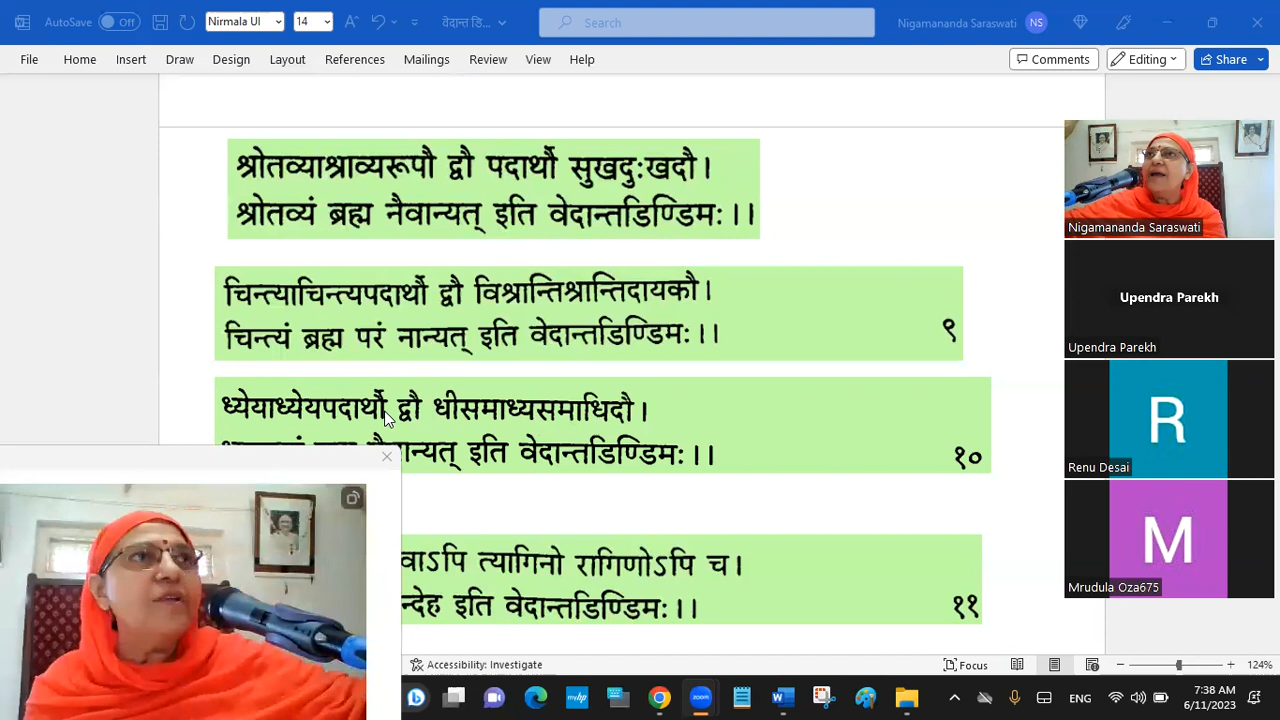 AutoSave Off Nirmala UI 14 वेदान्त डि... Search Nigamananda Saraswati NS
File Home Insert Draw Design Layout References Mailings Review View Help Comments Editing Share
श्रोतव्याश्राव्यरूपौ द्वौ पदार्थौ सुखदुःखदौ।
श्रोतव्यं ब्रह्म नैवान्यत् इति वेदान्तडिण्डिमः।।
चिन्त्याचिन्त्यपदार्थौ द्वौ विश्रान्तिश्रान्तिदायकौ।
चिन्त्यं ब्रह्म परं नान्यत् इति वेदान्तडिण्डिमः।। ९
ध्येयाध्येयपदार्थौ द्वौ धीसमाध्यसमाधिदौ।
वान्यत् इति वेदान्तडिण्डिमः।। १०
वाऽपि त्यागिनो रागिणोऽपि च।
न्देह इति वेदान्तडिण्डिमः।। ११
Nigamananda Saraswati
Upendra Parekh
Upendra Parekh
R
Renu Desai
M
Mrudula Oza675
Accessibility: Investigate Focus 124%
ENG 7:38 AM
6/11/2023